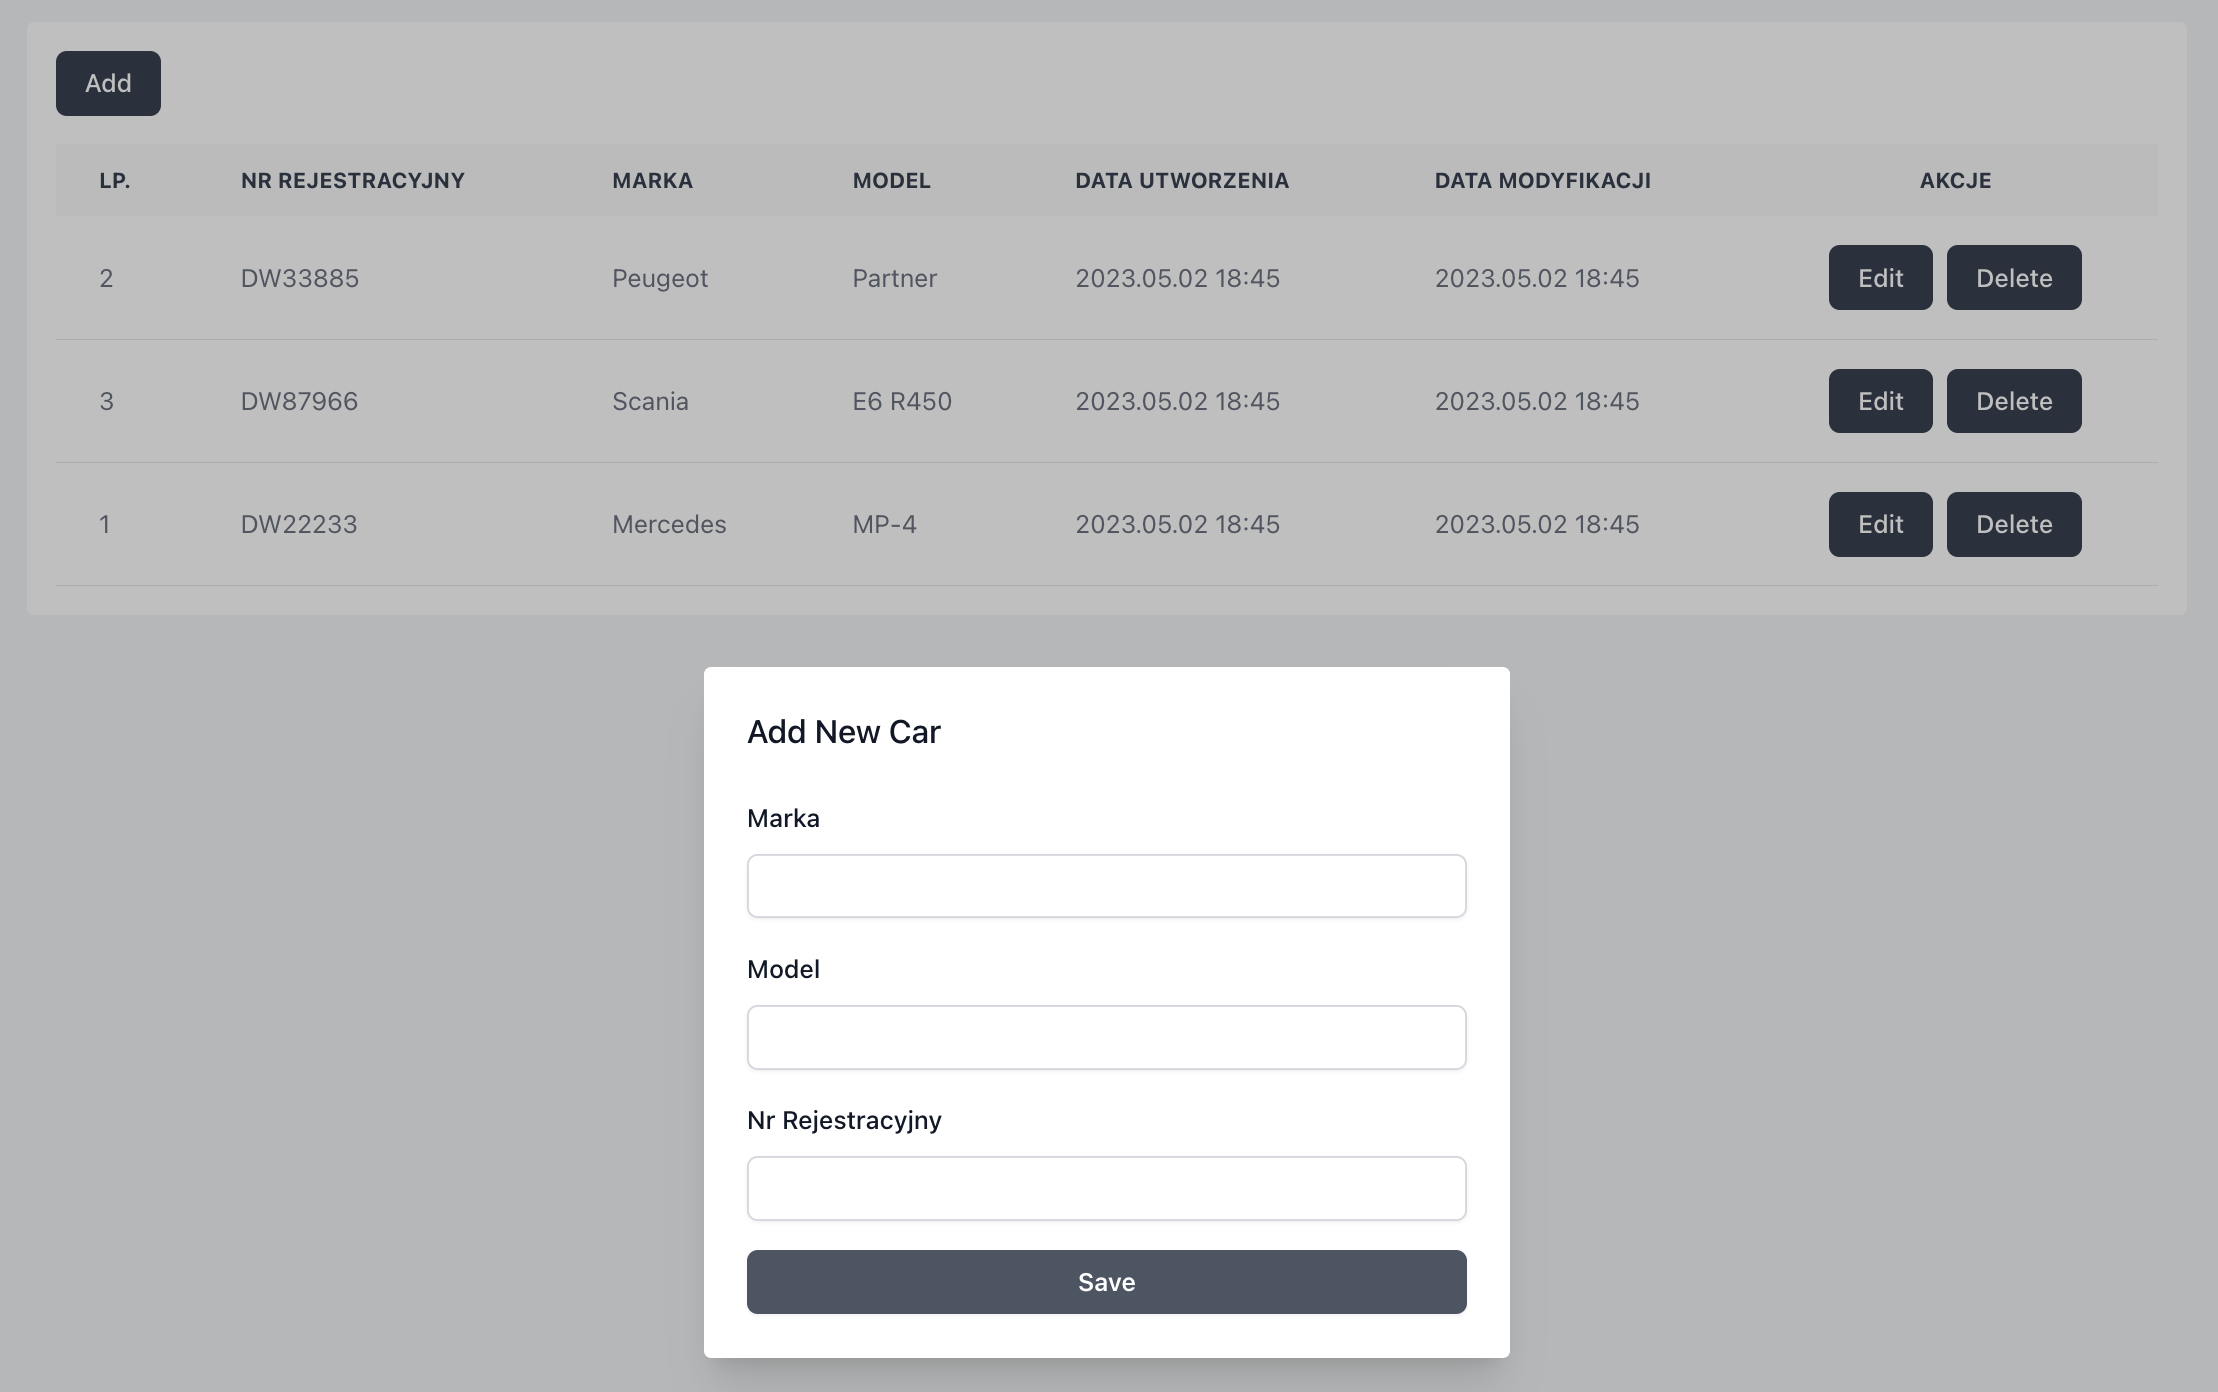 Add
LP. NR REJESTRACYJNY MARKA MODEL DATA UTWORZENIA DATA MODYFIKACJI AKCJE
2 DW33885 Peugeot Partner 2023.05.02 18:45 2023.05.02 18:45 Edit Delete
3 DW87966 Scania E6 R450 2023.05.02 18:45 2023.05.02 18:45 Edit Delete
1 DW22233 Mercedes MP-4 2023.05.02 18:45 2023.05.02 18:45 Edit Delete
Add New Car
Marka
Model
Nr Rejestracyjny
Save